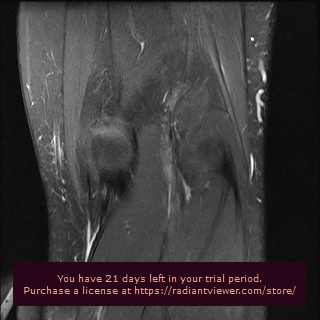 You have 21 days left in your trial period.
Purchase a license at https://radiantviewer.com/store/